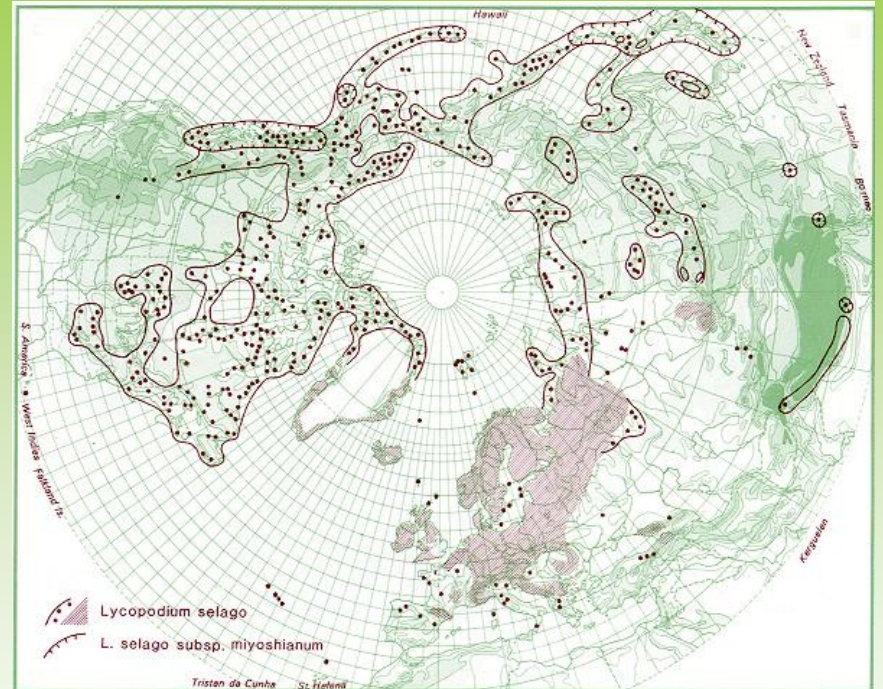 Hawaii
New Zealand
Tasmania
Borneo
S. America
West Indies
Falkland Is.
Kerguelen
Lycopodium selago
L. selago subsp. miyoshianum
Tristan da Cunha
St. Helena